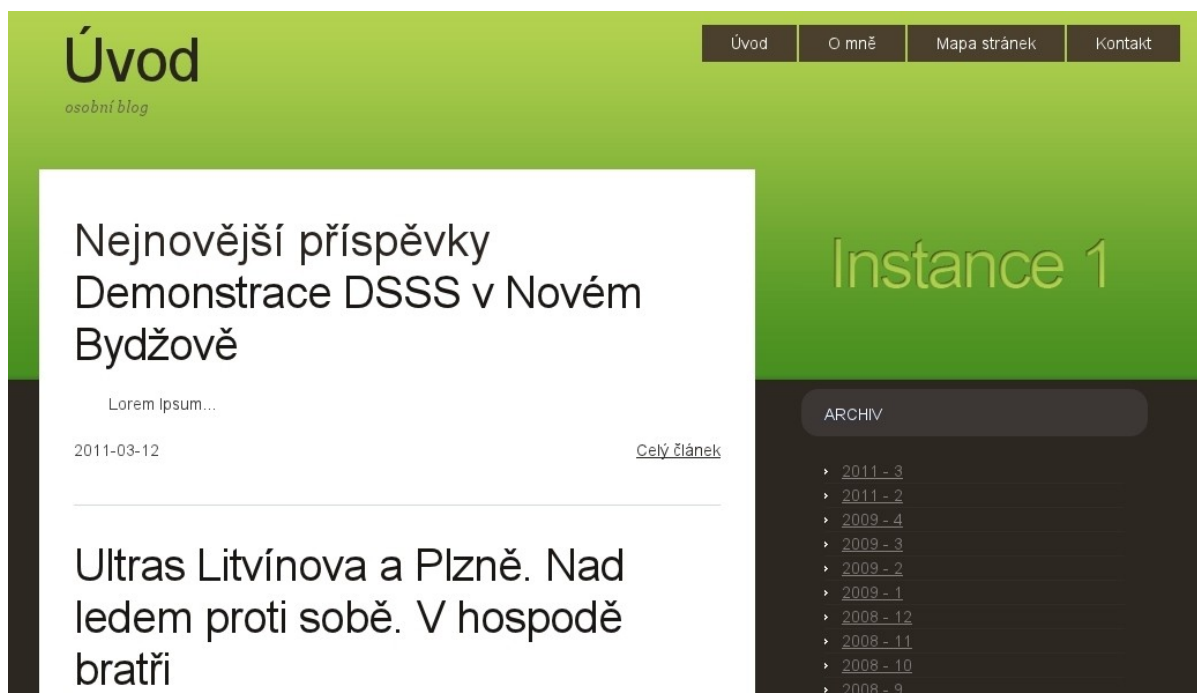 Úvod
osobní blog
Úvod
O mně
Mapa stránek
Kontakt
Nejnovější příspěvky
Demonstrace DSSS v Novém
Bydžově
Lorem Ipsum...
2011-03-12
Celý článek
Ultras Litvínova a Plzně. Nad
ledem proti sobě. V hospodě
bratři
Instance 1
ARCHIV
2011 - 3
2011 - 2
2009 - 4
2009 - 3
2009 - 2
2009 - 1
2008 - 12
2008 - 11
2008 - 10
2008 - 9